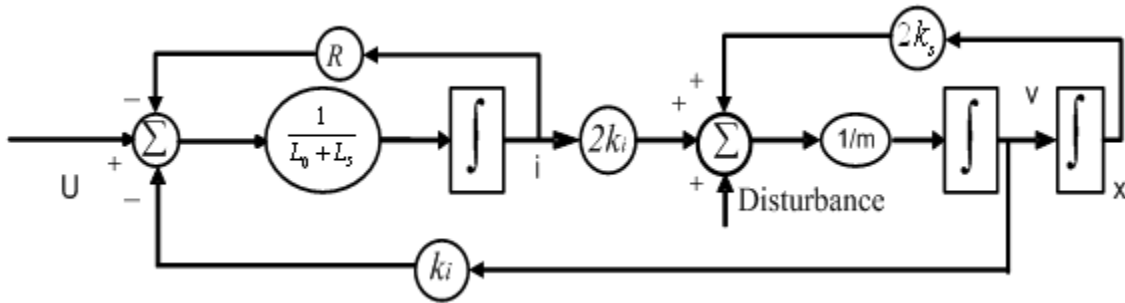 R
2k_s
−
+
+
V
U
+
∑
1
L_0 + L_s
∫
i
2k_i
∑
1/m
∫
∫
−
+
Disturbance
x
k_i